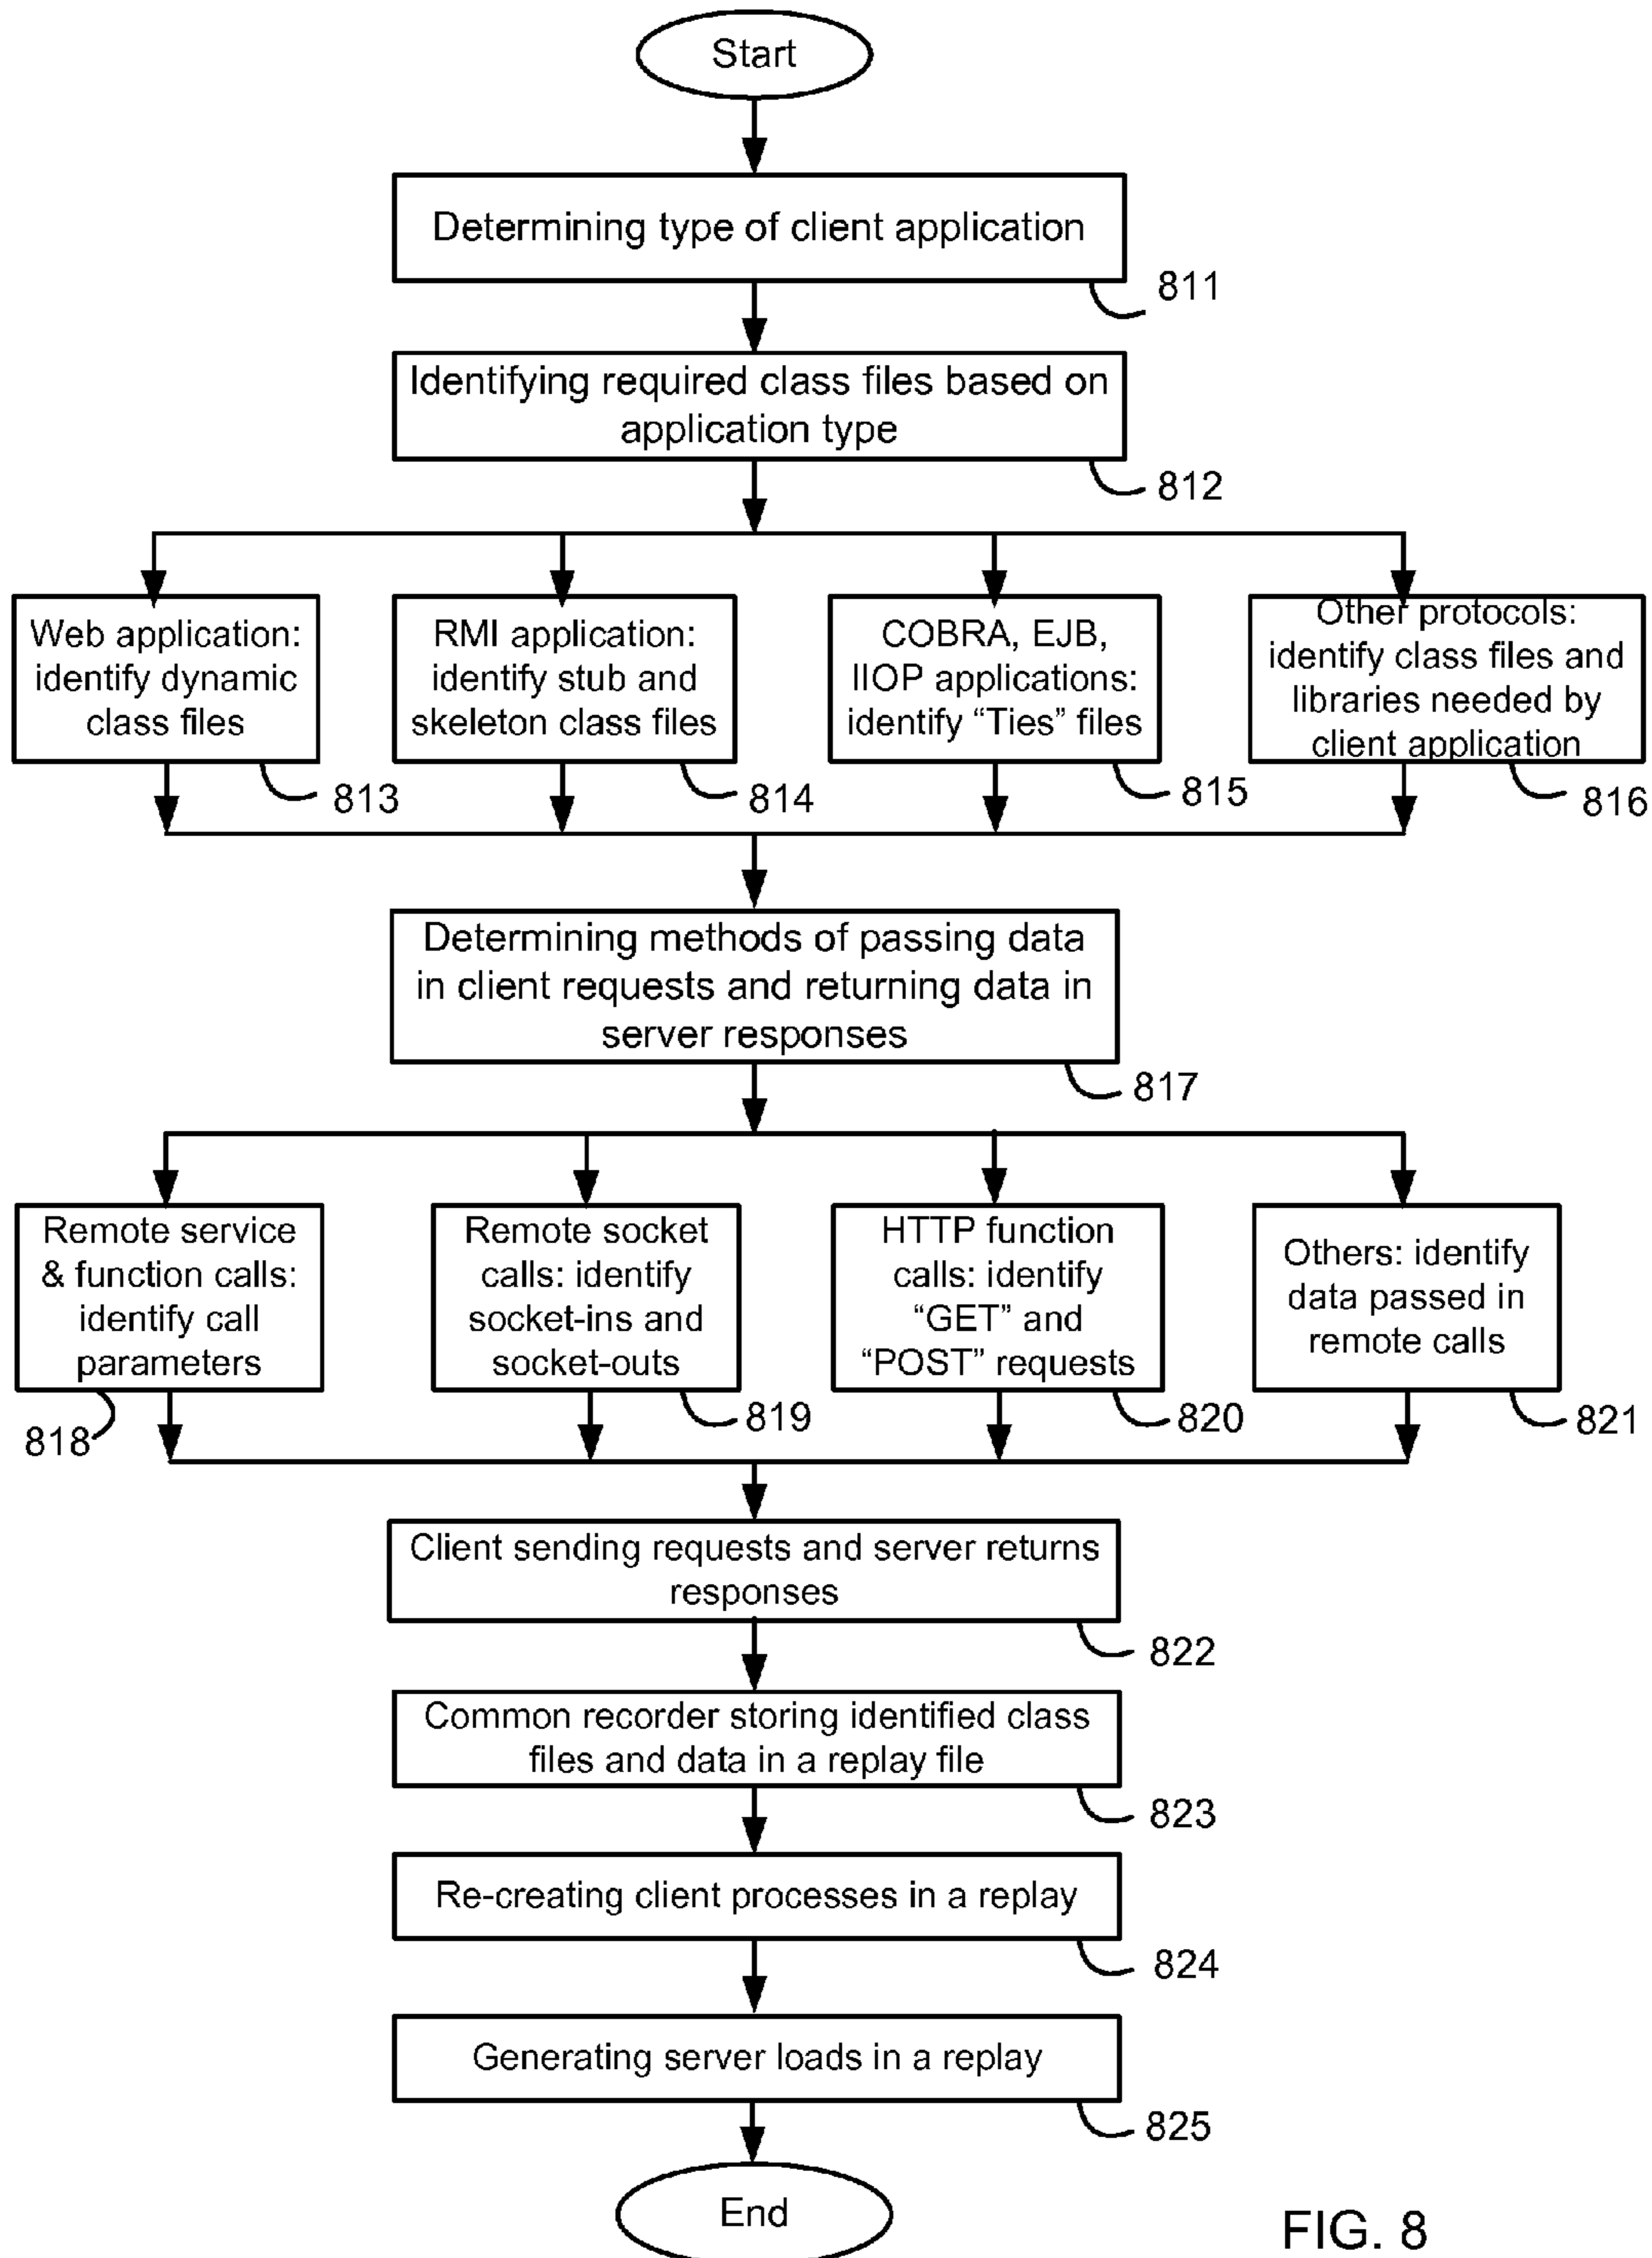 Start
Determining type of client application
811
Identifying required class files based on
application type
812
Web application:
identify dynamic
class files
813
RMI application:
identify stub and
skeleton class files
814
COBRA, EJB,
IIOP applications:
identify “Ties” files
815
Other protocols:
identify class files and
libraries needed by
client application
816
Determining methods of passing data
in client requests and returning data in
server responses
817
Remote service
& function calls:
identify call
parameters
818
Remote socket
calls: identify
socket-ins and
socket-outs
819
HTTP function
calls: identify
“GET” and
“POST” requests
820
Others: identify
data passed in
remote calls
821
Client sending requests and server returns
responses
822
Common recorder storing identified class
files and data in a replay file
823
Re-creating client processes in a replay
824
Generating server loads in a replay
825
End
FIG. 8